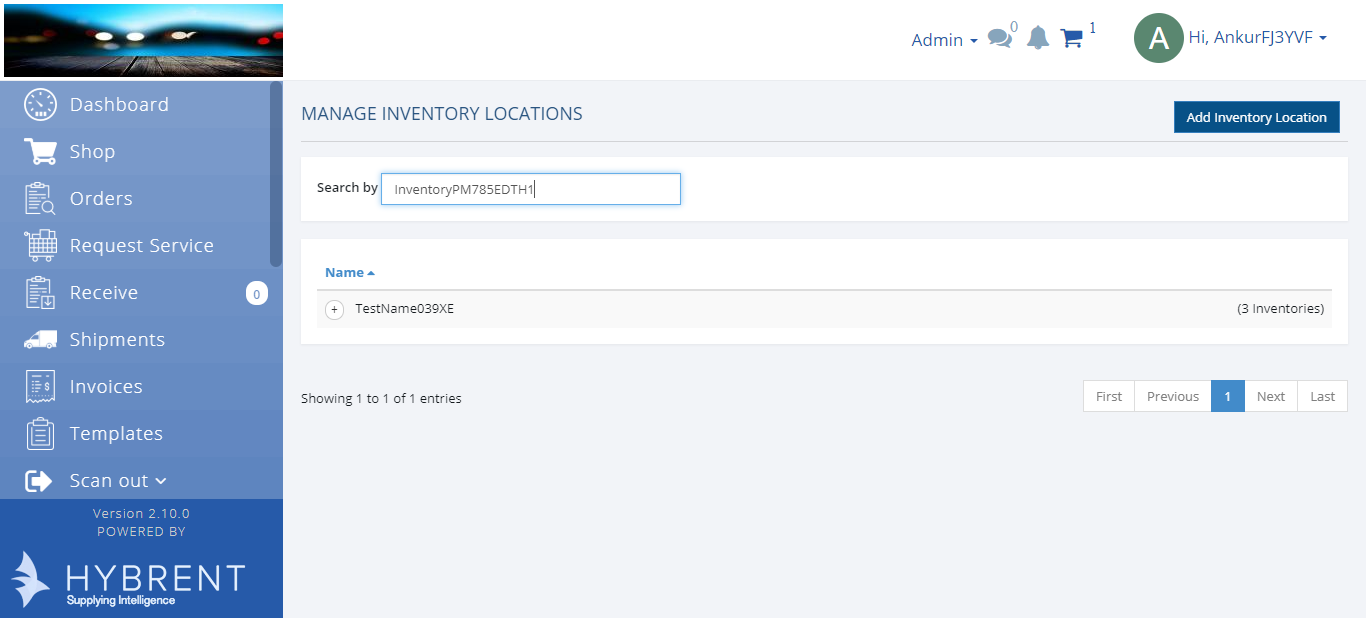 Admin
0
1
A
Hi, AnkurFJ3YVF
Dashboard
Shop
Orders
Request Service
Receive
0
Shipments
Invoices
Templates
Scan out
Version 2.10.0
POWERED BY
HYBRENT
Supplying Intelligence
MANAGE INVENTORY LOCATIONS
Add Inventory Location
Search by InventoryPM785EDTH1
Name
+ TestName039XE (3 Inventories)
Showing 1 to 1 of 1 entries
First Previous 1 Next Last